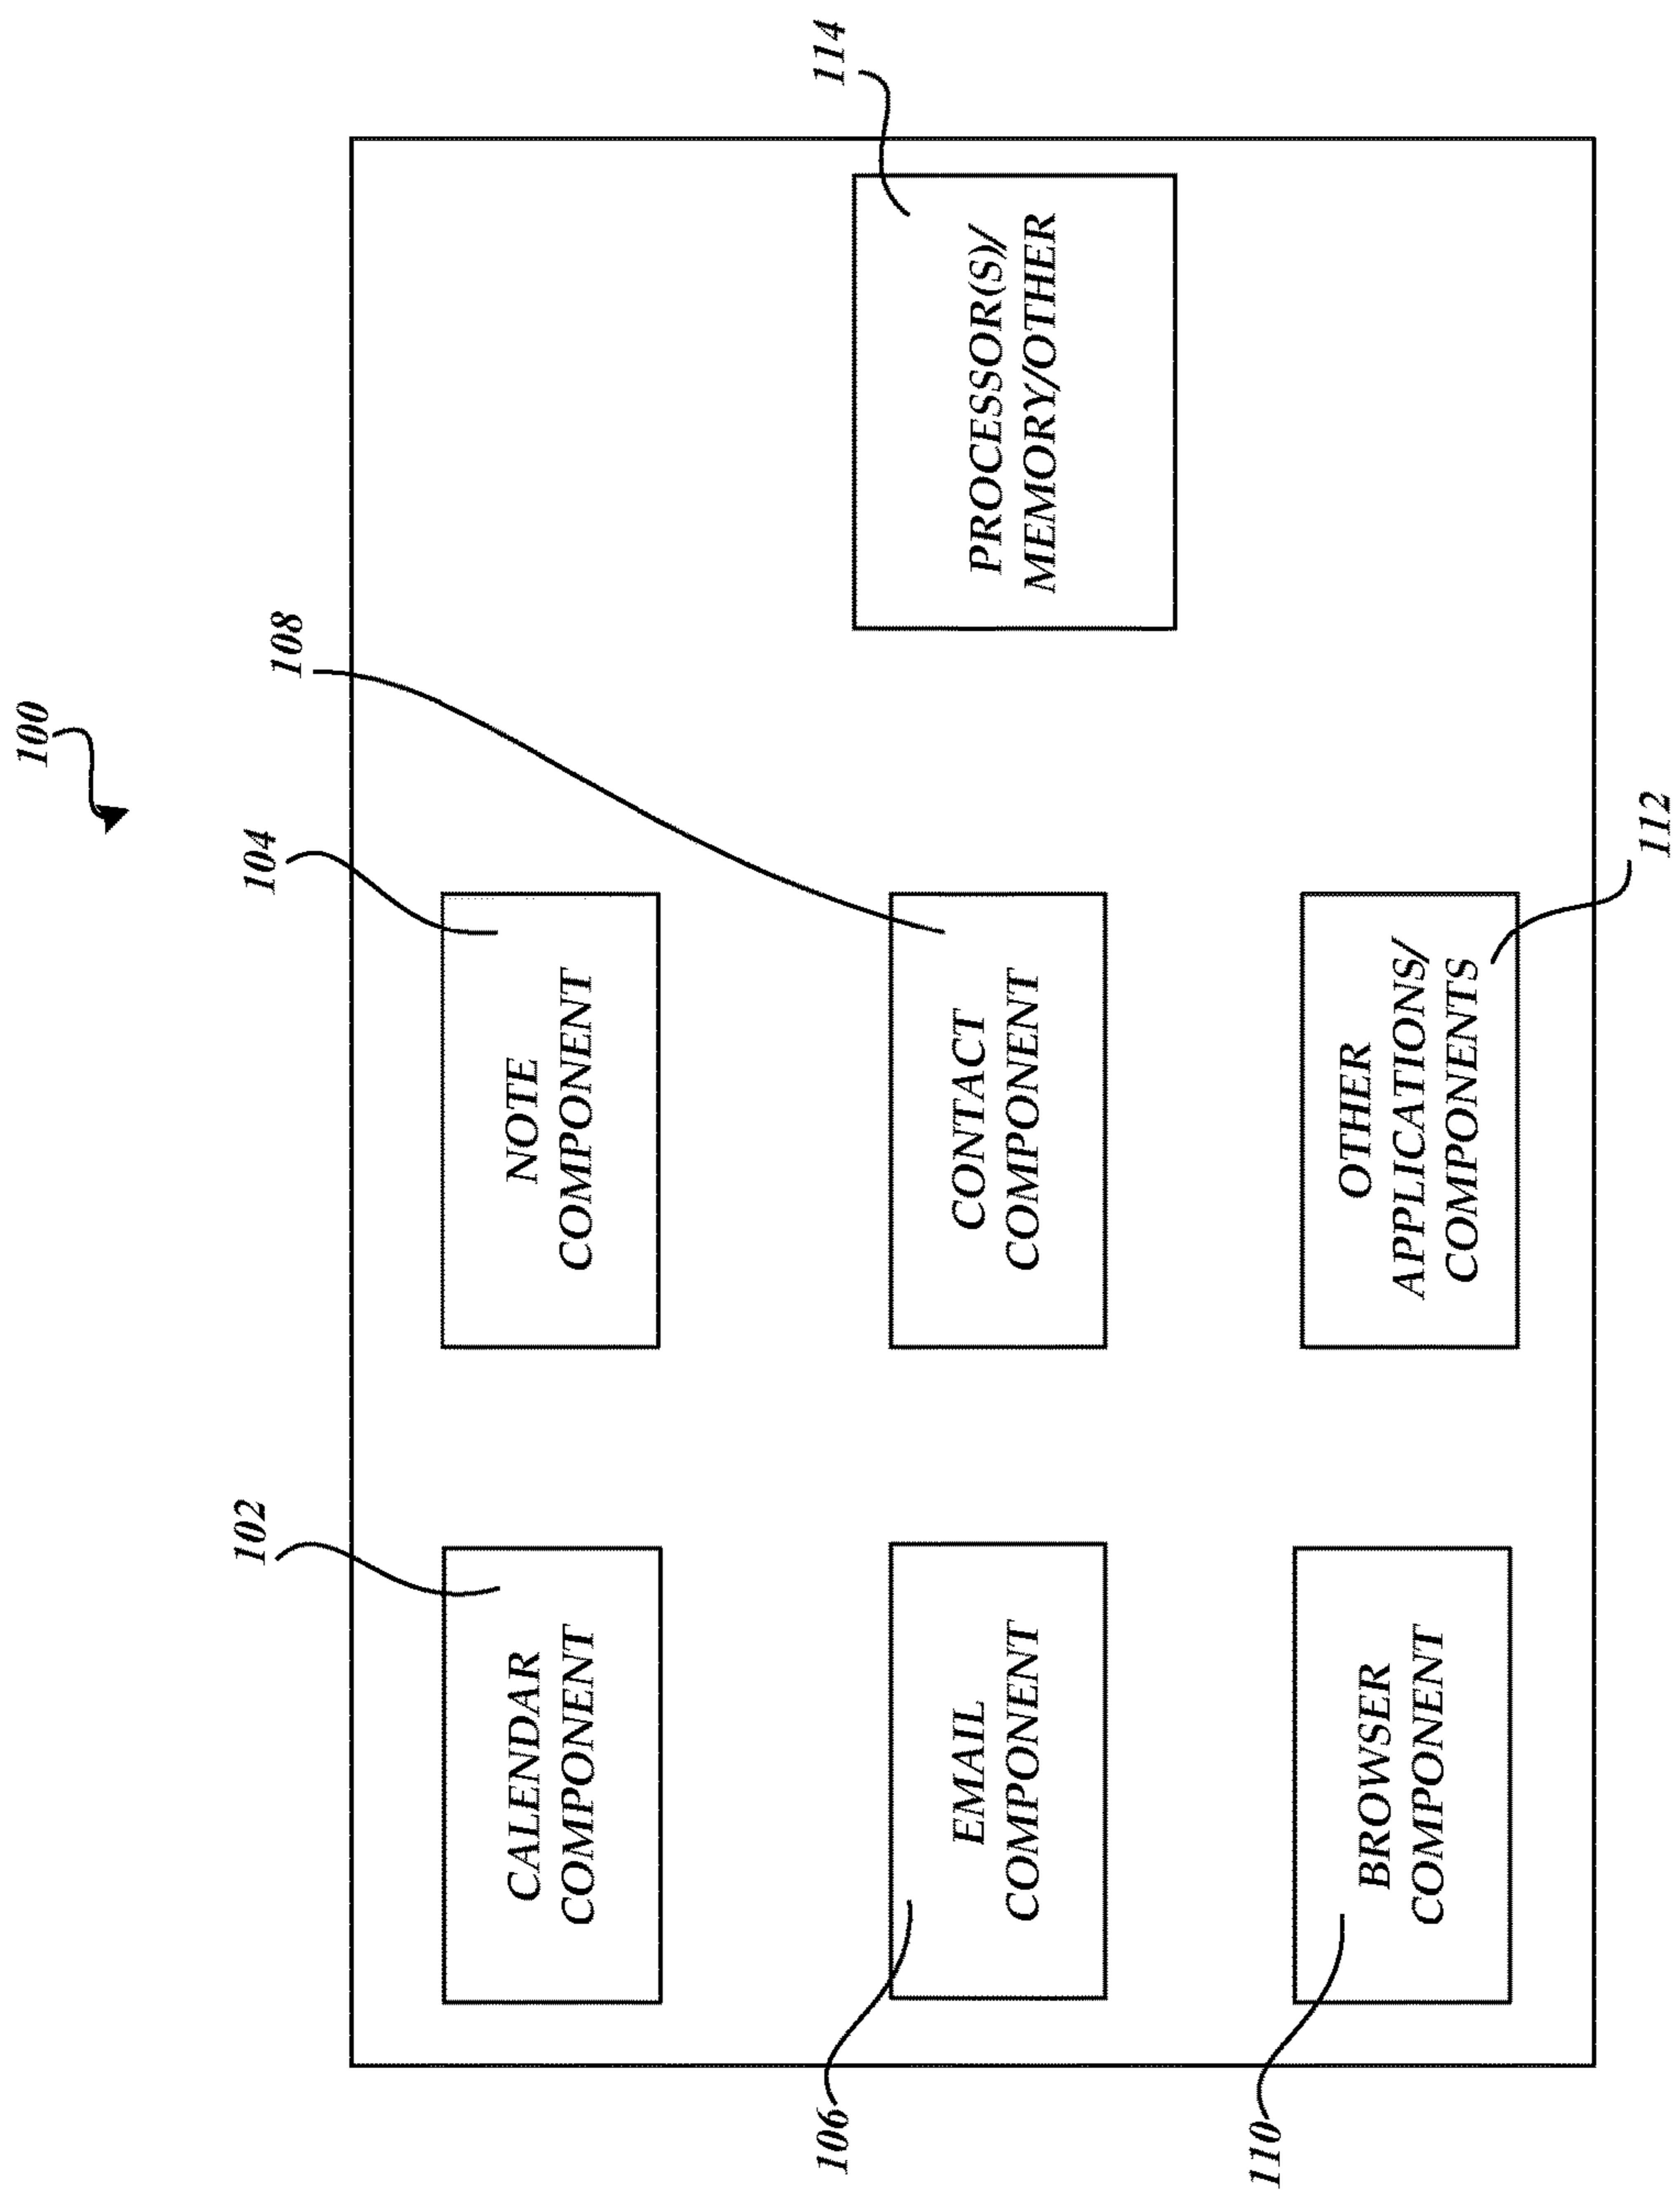 100
102
CALENDAR
COMPONENT
104
NOTE
COMPONENT
106
EMAIL
COMPONENT
108
CONTACT
COMPONENT
114
PROCESSOR(S)/
MEMORY/OTHER
110
BROWSER
COMPONENT
112
OTHER
APPLICATIONS/
COMPONENTS